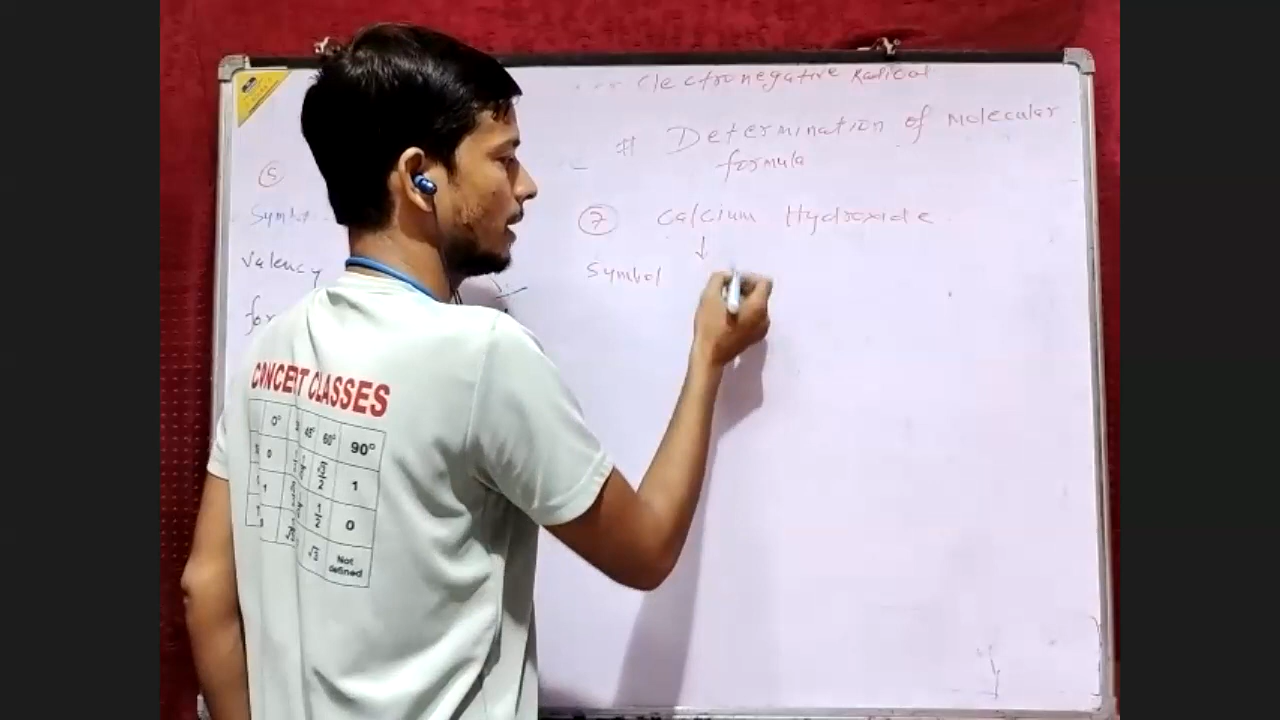 Electronegative Radical
# Determination of Molecular
formula
5
Symbol
Valency
for
7 Calcium Hydroxide
↓
Symbol
CONCEPT CLASSES
0° 45° 60° 90°
0 √3/2 1
1 1/2 0
√3 Not
defined